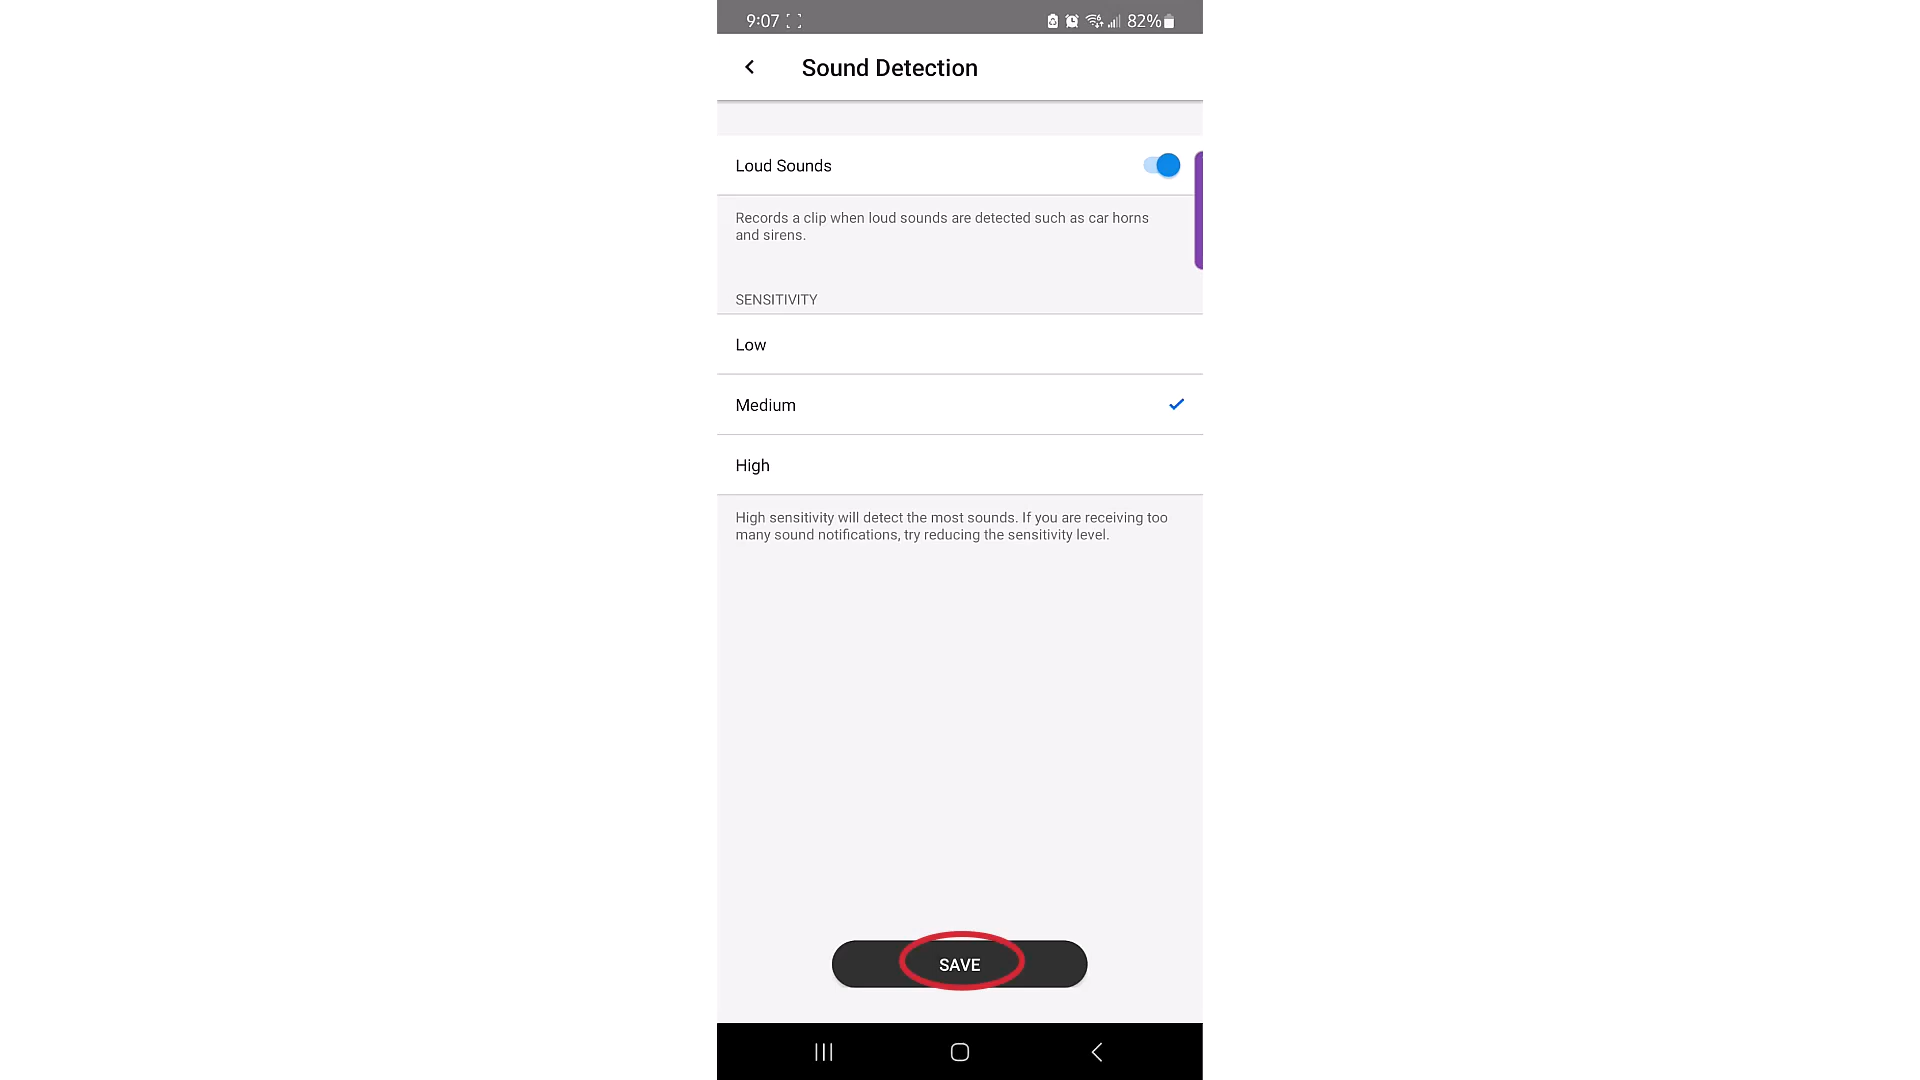 9:07 82%
Sound Detection
Loud Sounds
Records a clip when loud sounds are detected such as car horns
and sirens.
SENSITIVITY
Low
Medium
High
High sensitivity will detect the most sounds. If you are receiving too
many sound notifications, try reducing the sensitivity level.
SAVE